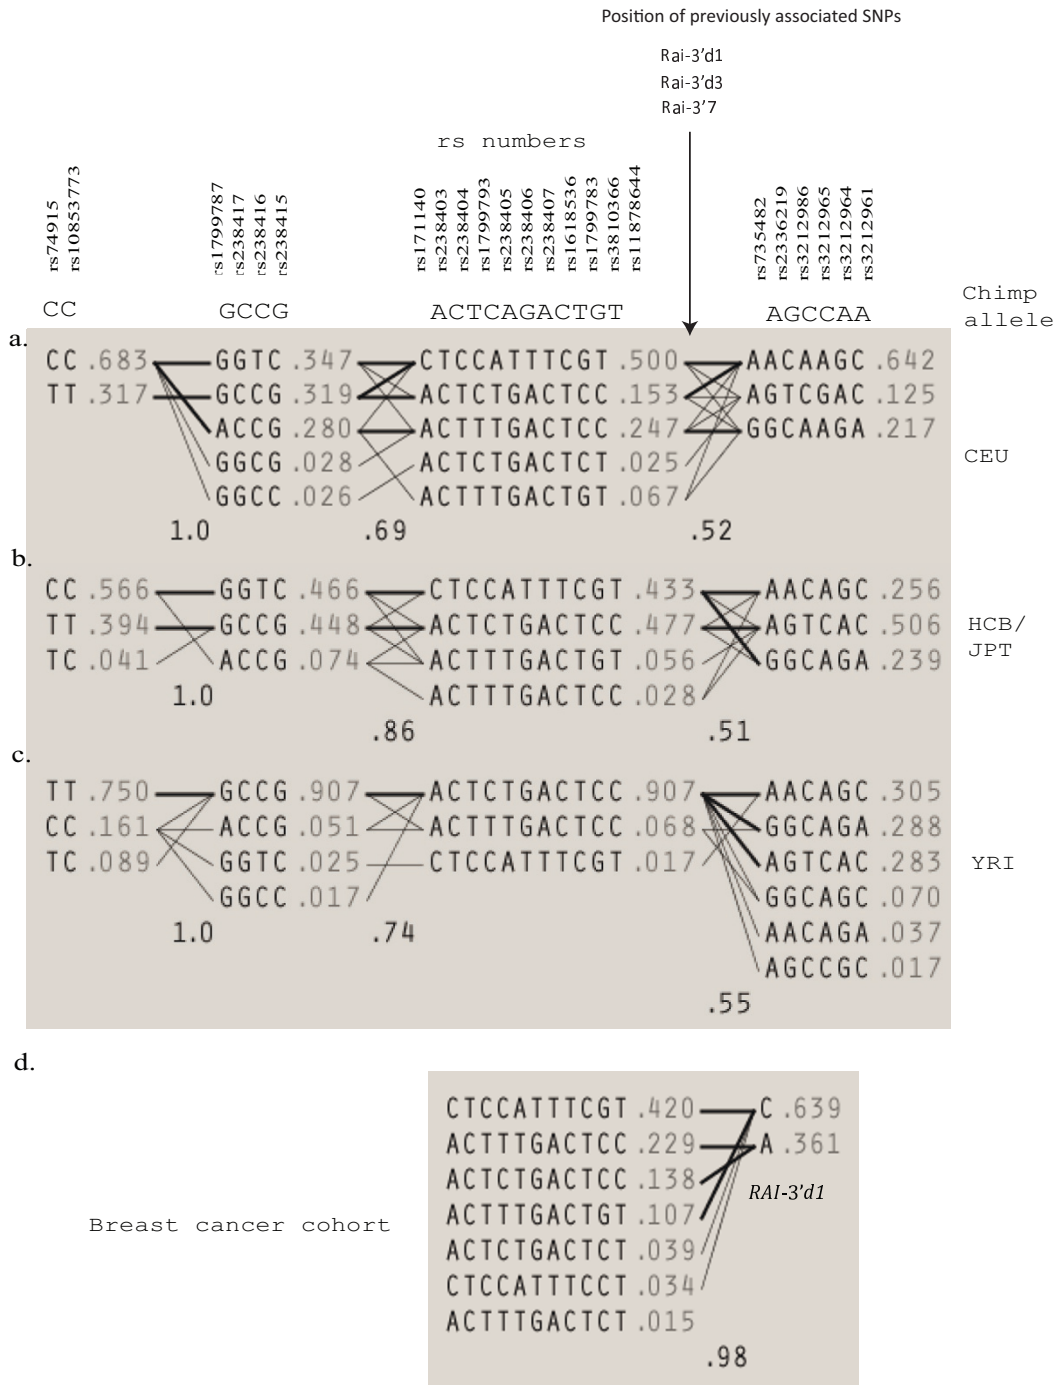 Position of previously associated SNPs
Rai-3'd1
Rai-3'd3
Rai-3'7
rs numbers
rs74915
rs10853773
rs1799787
rs238417
rs238416
rs238415
rs171140
rs238403
rs238404
rs1799793
rs238405
rs238406
rs238407
rs1618536
rs1799783
rs3810366
rs11878644
rs735482
rs2336219
rs3212986
rs3212965
rs3212964
rs3212961
CC GCCG ACTCAGACTGT AGCCAA
Chimp
allele
a.
CC .683 GGTC .347 CTCCATTTCGT .500 AACAAGC .642
TT .317 GCCG .319 ACTCTGACTCC .153 AGTCGAC .125
ACCG .280 ACTTTGACTCC .247 GGCAAGA .217
GGCG .028 ACTCTGACTCT .025
GGCC .026 ACTTTGACTGT .067
1.0 .69 .52
CEU
b.
CC .566 GGTC .466 CTCCATTTCGT .433 AACAGC .256
TT .394 GCCG .448 ACTCTGACTCC .477 AGTCAC .506
TC .041 ACCG .074 ACTTTGACTGT .056 GGCAGA .239
ACTTTGACTCC .028
1.0 .86 .51
HCB/
JPT
c.
TT .750 GCCG .907 ACTCTGACTCC .907 AACAGC .305
CC .161 ACCG .051 ACTTTGACTCC .068 GGCAGA .288
TC .089 GGTC .025 CTCCATTTCGT .017 AGTCAC .283
GGCC .017 GGCAGC .070
AACAGA .037
AGCCGC .017
1.0 .74 .55
YRI
d.
CTCCATTTCGT .420 C .639
ACTTTGACTCC .229 A .361
ACTCTGACTCC .138
ACTTTGACTGT .107
ACTCTGACTCT .039
CTCCATTTCCT .034
ACTTTGACTCT .015
RAI-3'd1
.98
Breast cancer cohort